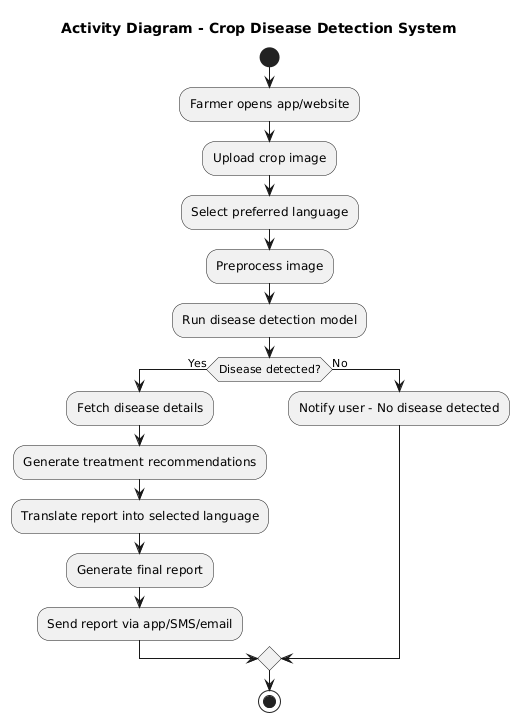 Activity Diagram - Crop Disease Detection System
Farmer opens app/website
Upload crop image
Select preferred language
Preprocess image
Run disease detection model
Yes
Disease detected?
No
Fetch disease details
Notify user - No disease detected
Generate treatment recommendations
Translate report into selected language
Generate final report
Send report via app/SMS/email